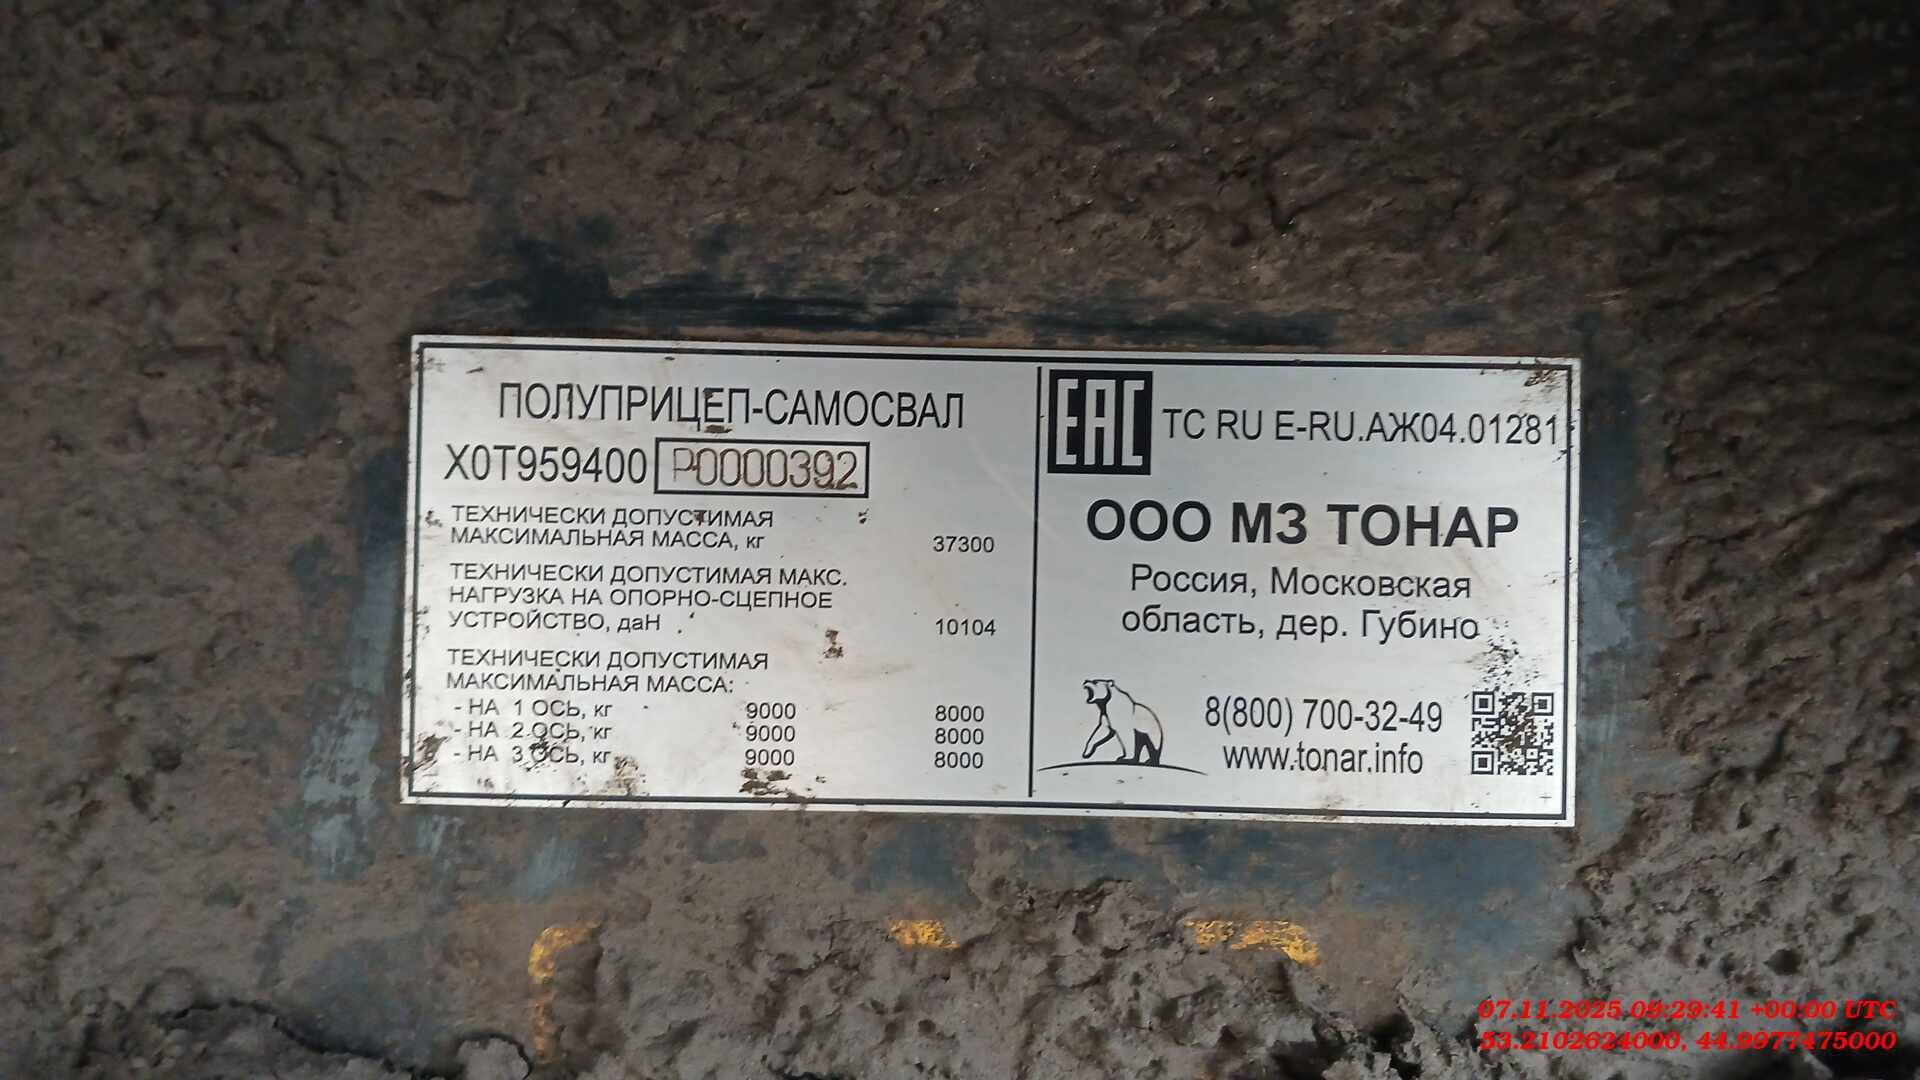 ПОЛУПРИЦЕП-САМОСВАЛ
X0T959400 P0000392
ТЕХНИЧЕСКИ ДОПУСТИМАЯ
МАКСИМАЛЬНАЯ МАССА, кг 37300
ТЕХНИЧЕСКИ ДОПУСТИМАЯ МАКС.
НАГРУЗКА НА ОПОРНО-СЦЕПНОЕ
УСТРОЙСТВО, даН 10104
ТЕХНИЧЕСКИ ДОПУСТИМАЯ
МАКСИМАЛЬНАЯ МАССА:
- НА 1 ОСЬ, кг 9000 8000
- НА 2 ОСЬ, кг 9000 8000
- НА 3 ОСЬ, кг 9000 8000
EAC ТС RU E-RU.АЖ04.01281
ООО МЗ ТОНАР
Россия, Московская
область, дер. Губино
8(800) 700-32-49
www.tonar.info
07.11.2025 09:29:41 +00:00 UTC
53.2102624000, 44.9977475000